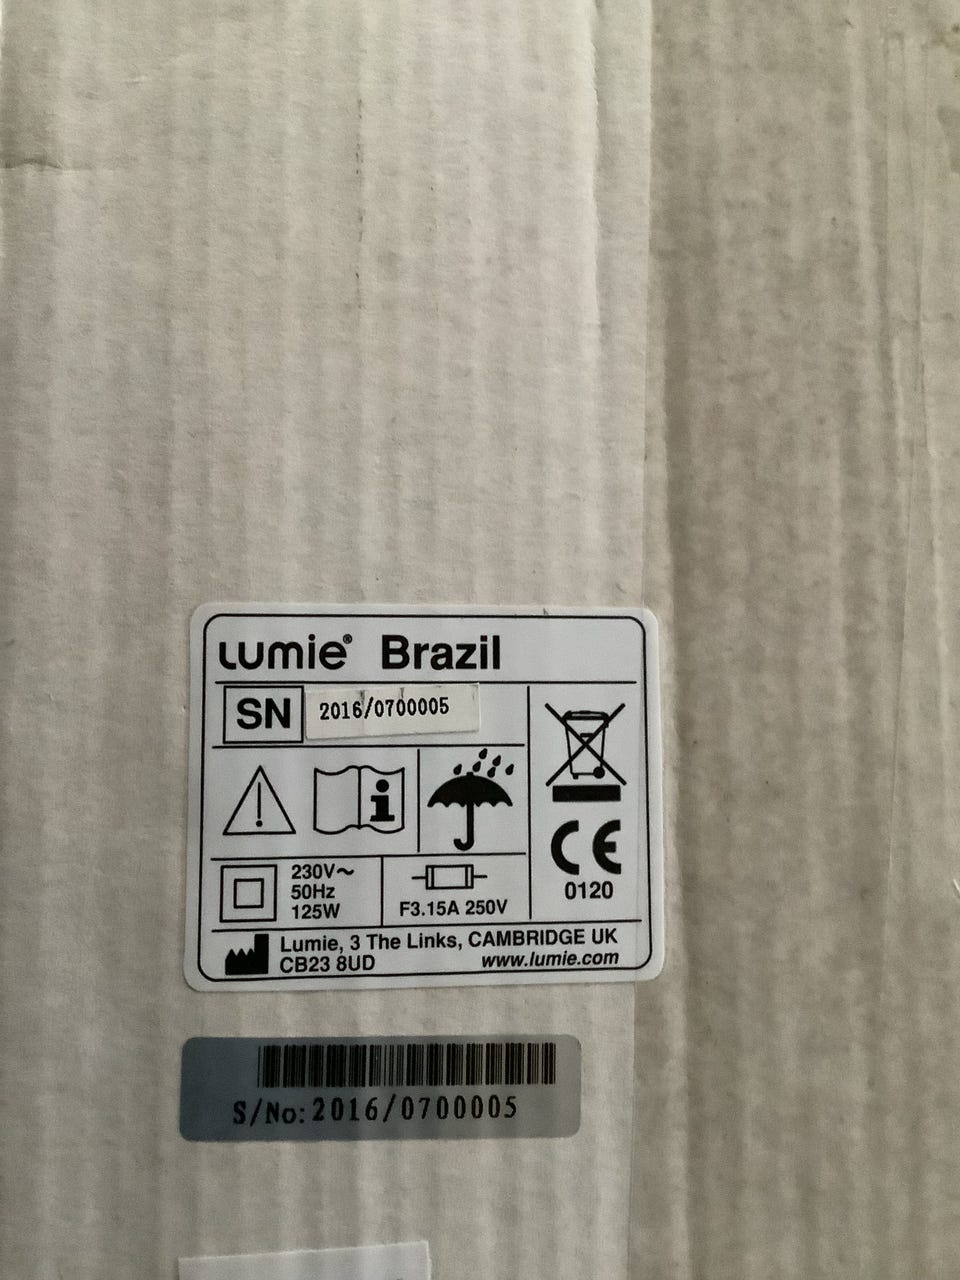 Lumie® Brazil
SN 2016/0700005
230V~
50Hz
125W
F3.15A 250V
CE
0120
Lumie, 3 The Links, CAMBRIDGE UK
CB23 8UD www.lumie.com
S/No:2016/0700005